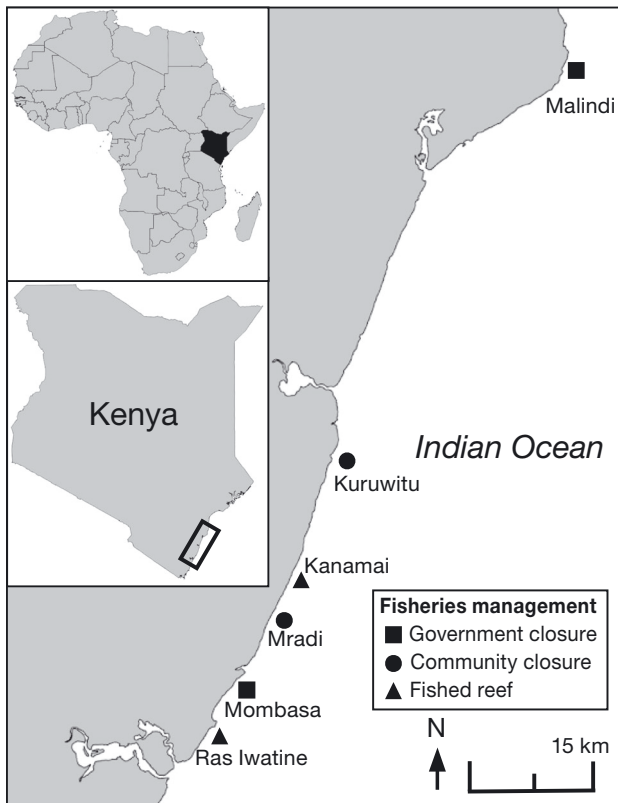 Malindi
Kenya
Indian Ocean
Kuruwitu
Kanamai
Fisheries management
Government closure
Community closure
Fished reef
Mradi
Mombasa
Ras Iwatine
N
15 km